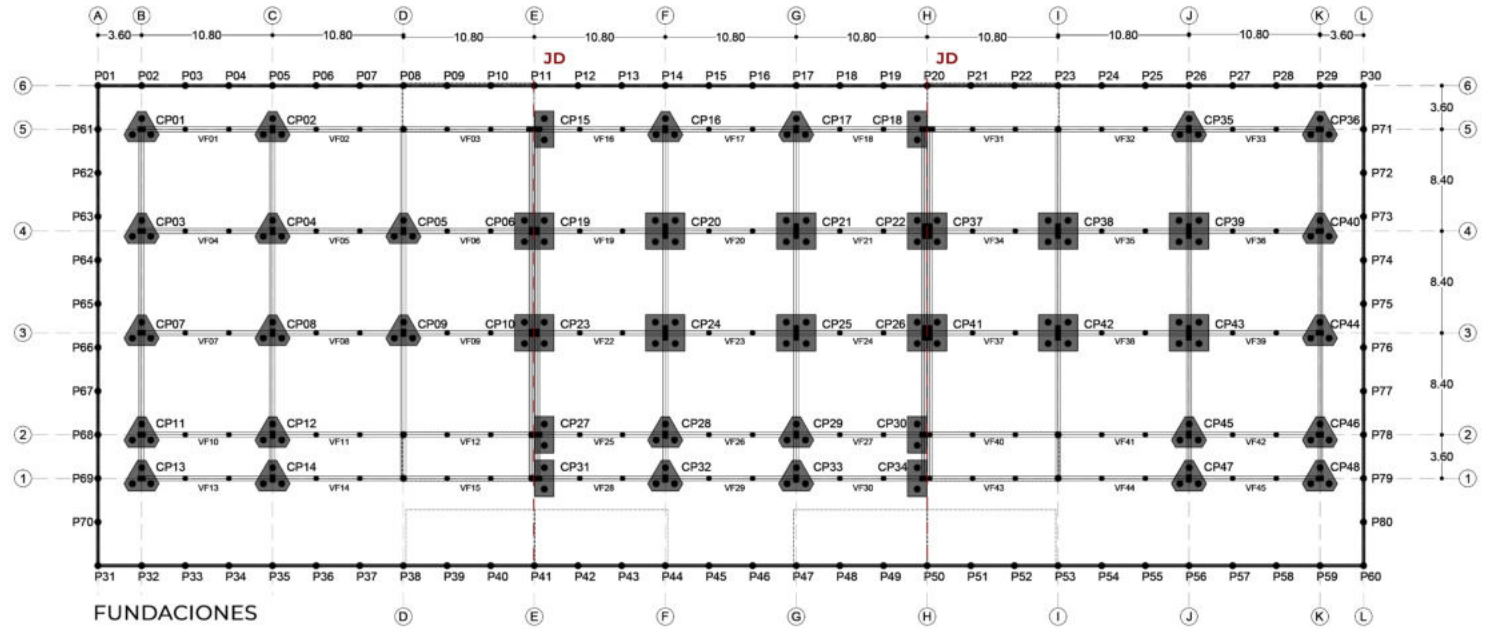 A B C D E F G H I J K L
3.60 10.80 10.80 10.80 10.80 10.80 10.80 10.80 10.80 10.80 3.60
JD JD
P01 P02 P03 P04 P05 P06 P07 P08 P09 P10 P11 P12 P13 P14 P15 P16 P17 P18 P19 P20 P21 P22 P23 P24 P25 P26 P27 P28 P29 P30
6 6
3.60
CP01 CP02 CP15 CP16 CP17 CP18 CP35 CP36
5 P61 P71 5
VF01 VF02 VF03 VF16 VF17 VF18 VF31 VF32 VF33
P62 P72
8.40
P63 P73
CP03 CP04 CP05 CP06 CP19 CP20 CP21 CP22 CP37 CP38 CP39 CP40
4 4
VF04 VF05 VF06 VF19 VF20 VF21 VF34 VF35 VF36
P64 P74
8.40
P65 P75
CP07 CP08 CP09 CP10 CP23 CP24 CP25 CP26 CP41 CP42 CP43 CP44
3 3
VF07 VF08 VF09 VF22 VF23 VF24 VF37 VF38 VF39
P66 P76
8.40
P67 P77
CP11 CP12 CP27 CP28 CP29 CP30 CP45 CP46
2 P68 P78 2
VF10 VF11 VF12 VF25 VF26 VF27 VF40 VF41 VF42
3.60
CP13 CP14 CP31 CP32 CP33 CP34 CP47 CP48
1 P69 P79 1
VF13 VF14 VF15 VF28 VF29 VF30 VF43 VF44 VF45
P70 P80
P31 P32 P33 P34 P35 P36 P37 P38 P39 P40 P41 P42 P43 P44 P45 P46 P47 P48 P49 P50 P51 P52 P53 P54 P55 P56 P57 P58 P59 P60
FUNDACIONES
D E F G H I J K L